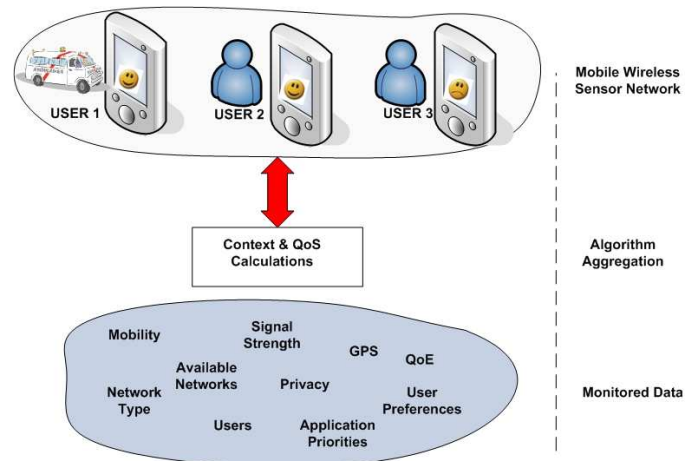 USER 1
USER 2
USER 3
Mobile Wireless
Sensor Network
Context & QoS
Calculations
Algorithm
Aggregation
Mobility
Signal
Strength
GPS
QoE
Available
Networks
Privacy
Network
Type
User
Preferences
Users
Application
Priorities
Monitored Data